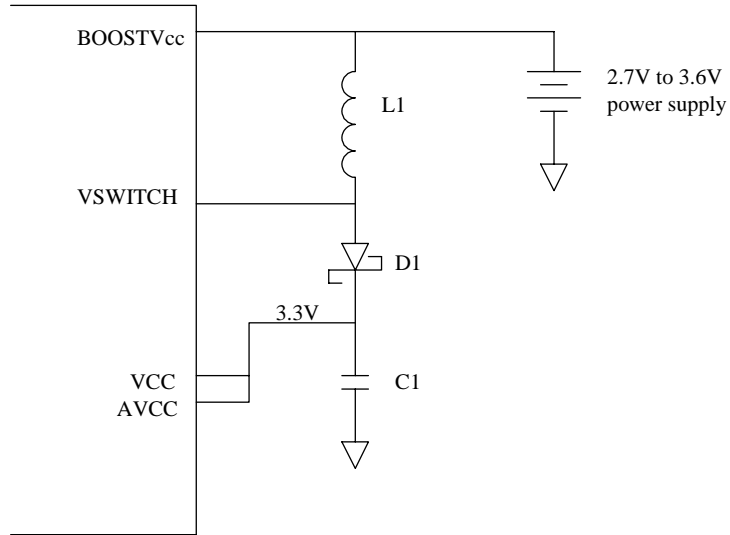 BOOSTVcc
2.7V to 3.6V
power supply
L1
VSWITCH
D1
3.3V
VCC
AVCC
C1